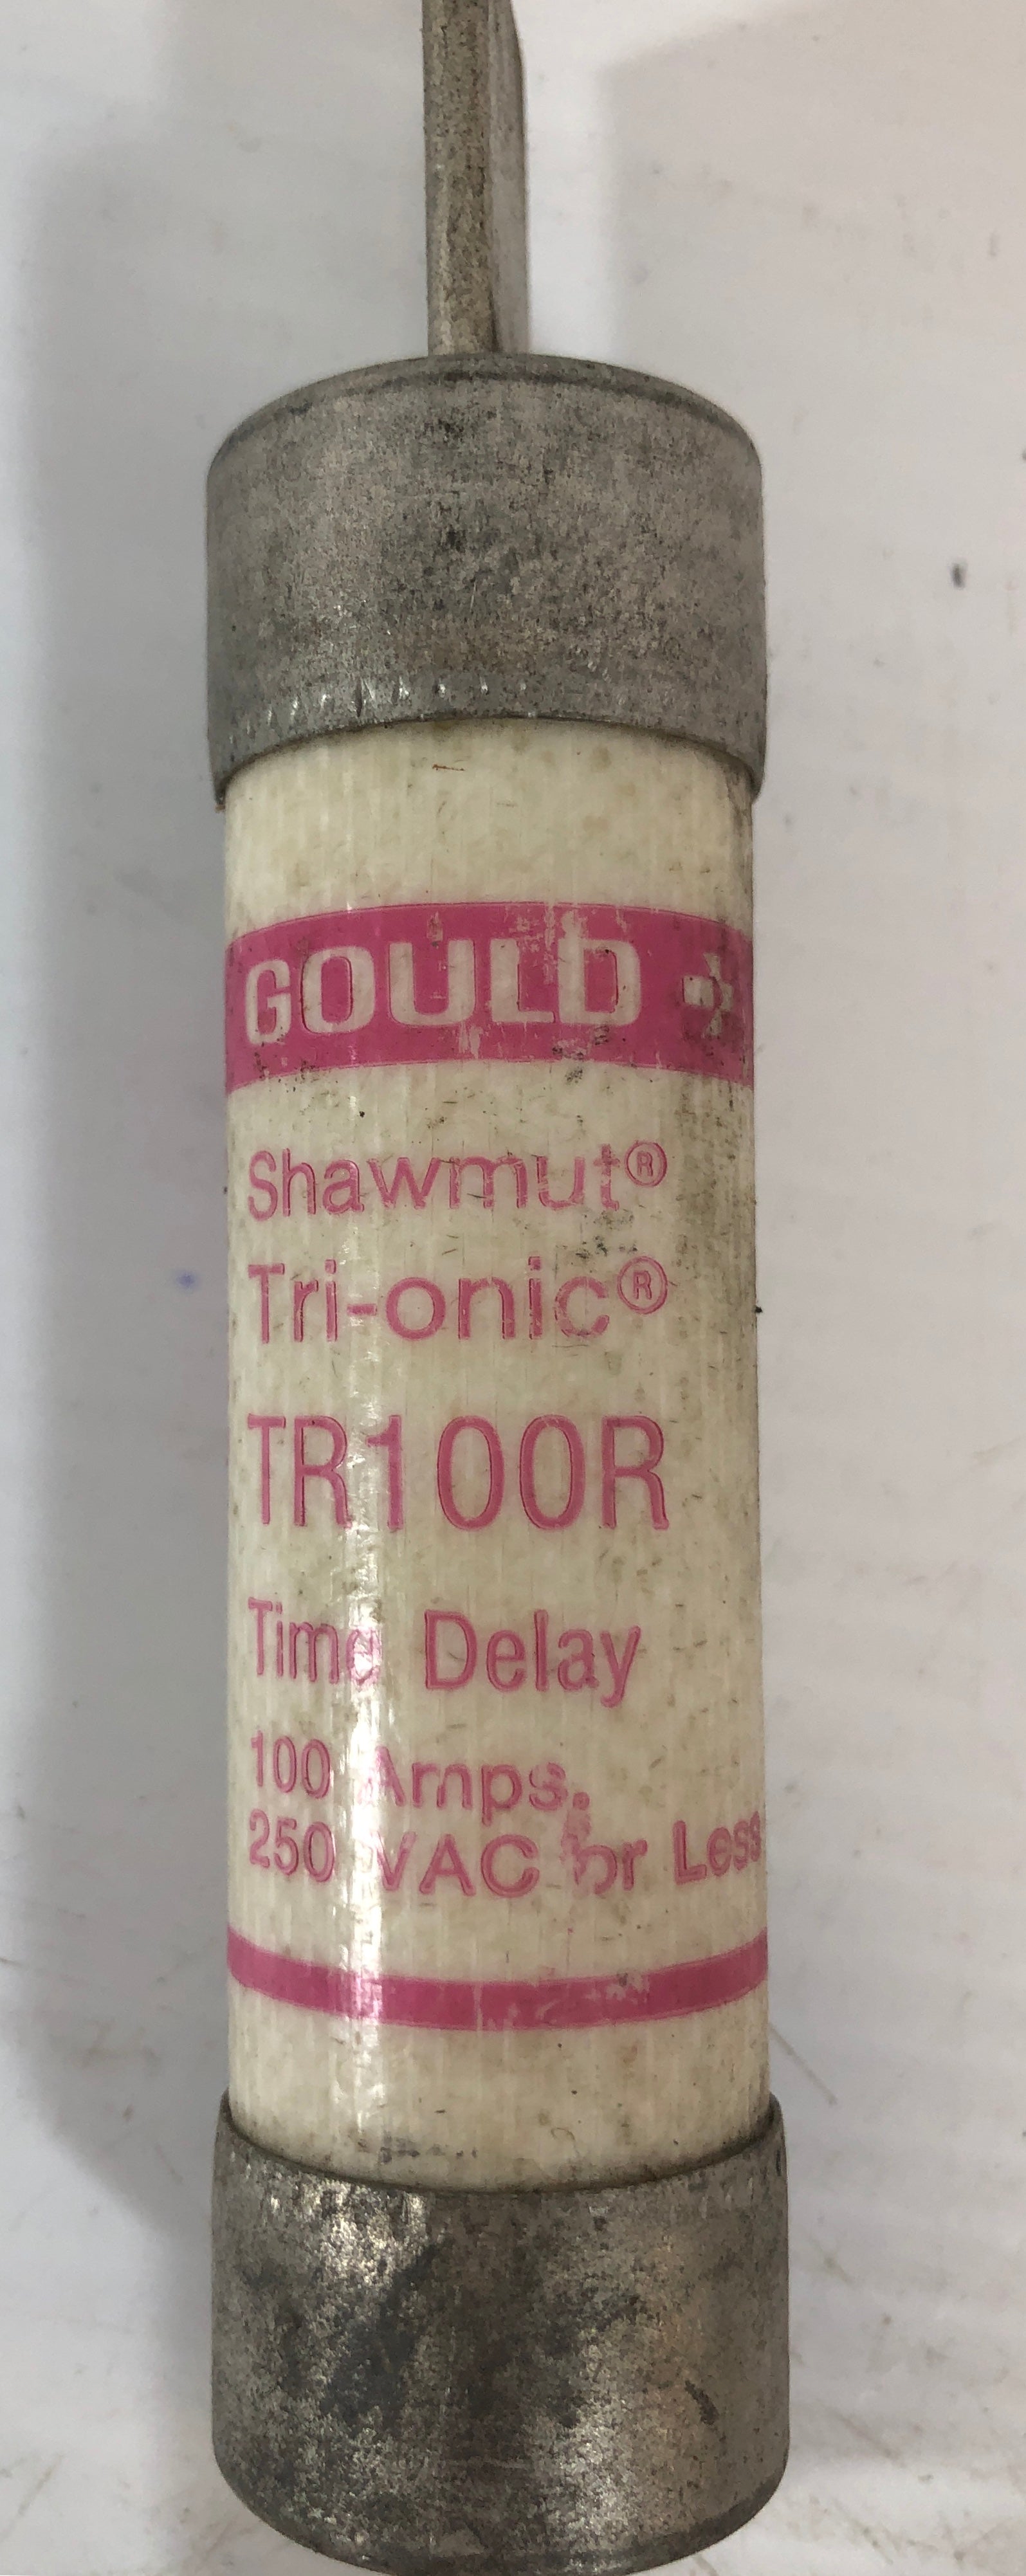 GOULD
Shawmut®
Tri-onic®
TR100R
Time Delay
100 Amps.
250 VAC or Less